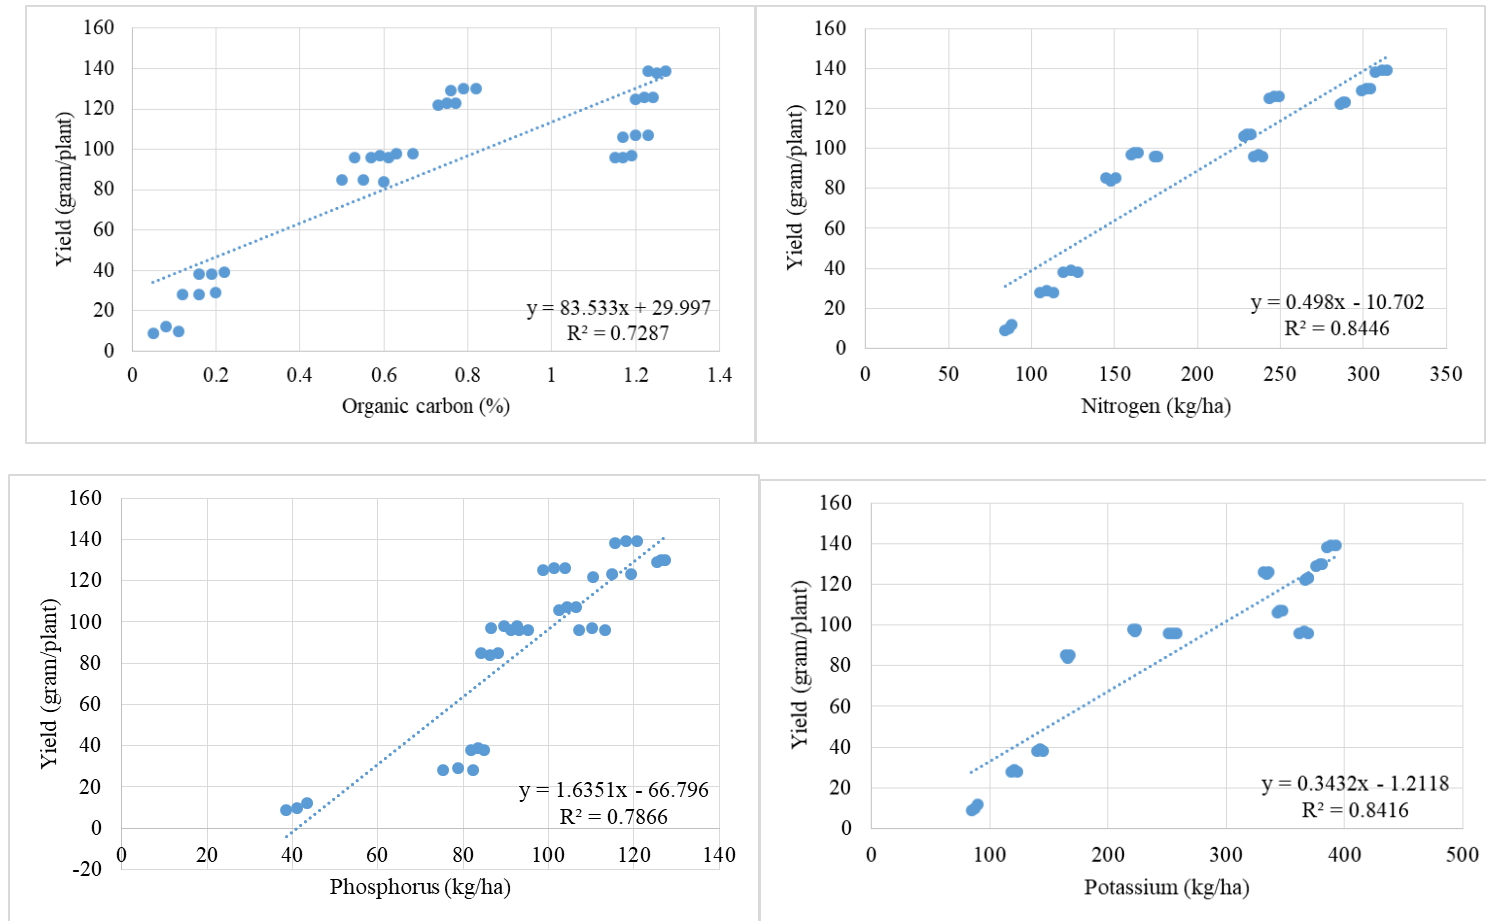 160
140
120
100
80
60
40
20
0
0 0.2 0.4 0.6 0.8 1 1.2 1.4
Yield (gram/plant)
Organic carbon (%)
y = 83.533x + 29.997
R² = 0.7287
160
140
120
100
80
60
40
20
0
0 50 100 150 200 250 300 350
Yield (gram/plant)
Nitrogen (kg/ha)
y = 0.498x - 10.702
R² = 0.8446
160
140
120
100
80
60
40
20
0
-20
0 20 40 60 80 100 120 140
Yield (gram/plant)
Phosphorus (kg/ha)
y = 1.6351x - 66.796
R² = 0.7866
160
140
120
100
80
60
40
20
0
0 100 200 300 400 500
Yield (gram/plant)
Potassium (kg/ha)
y = 0.3432x - 1.2118
R² = 0.8416